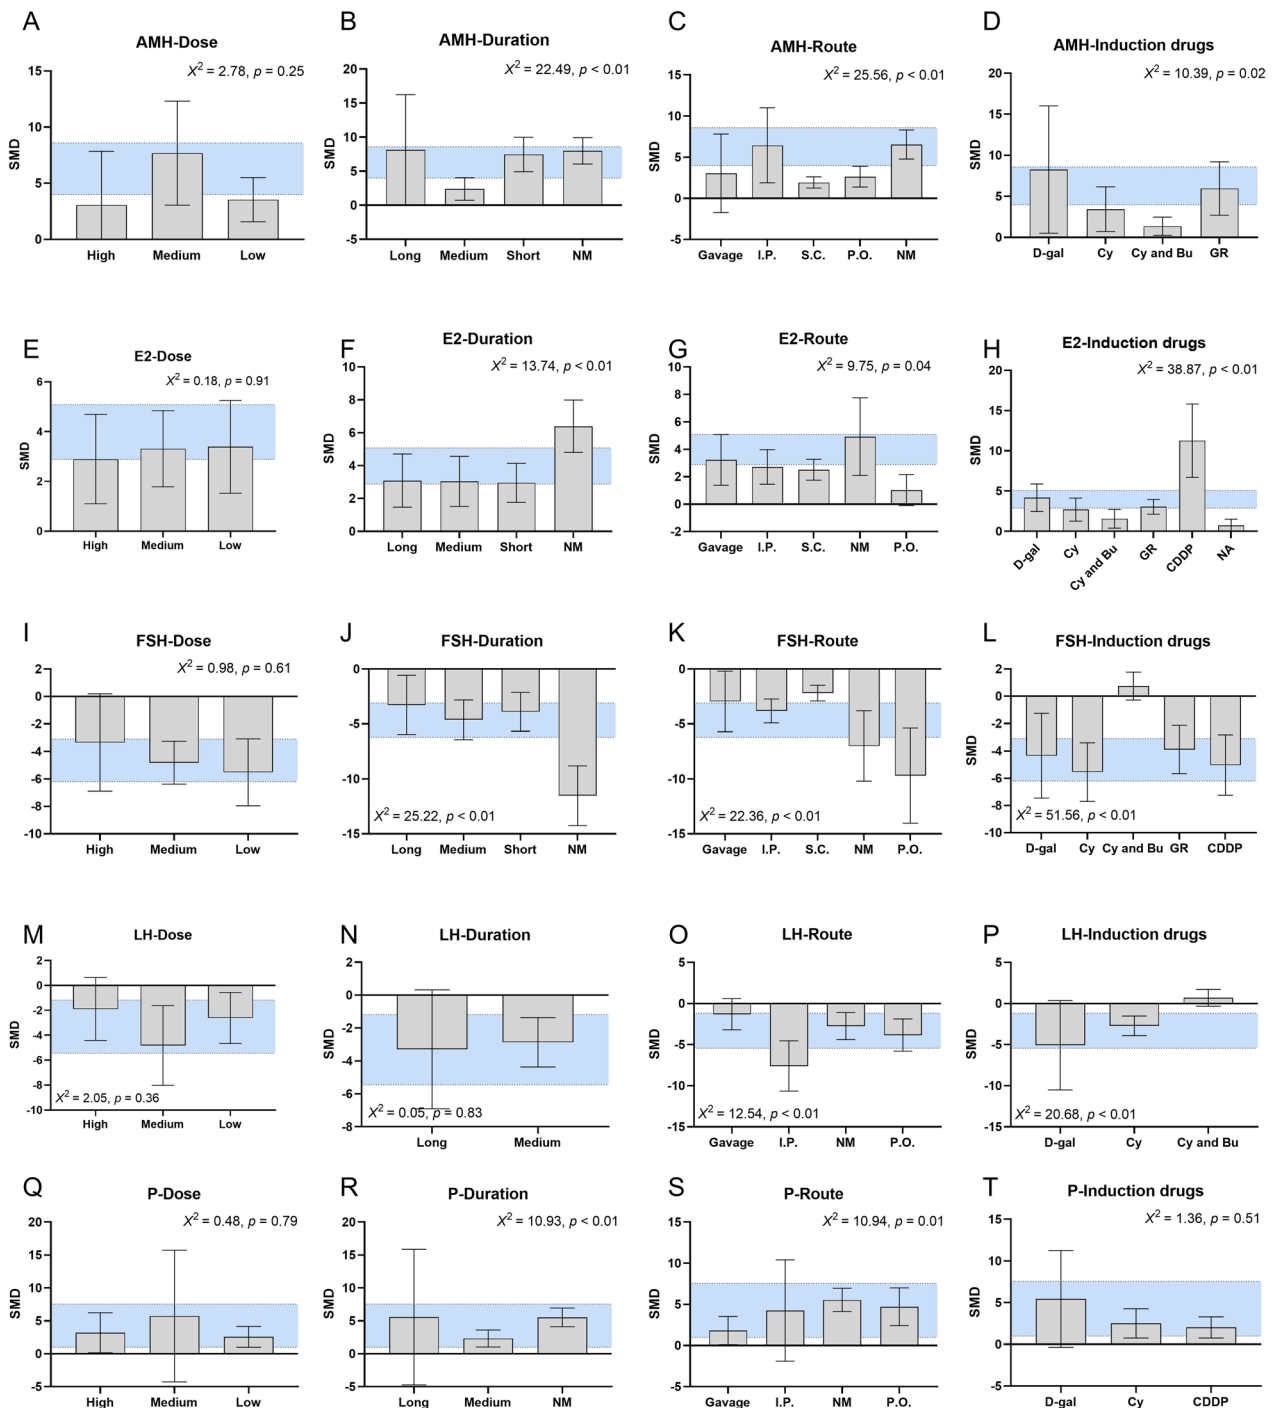 A
AMH-Dose
X² = 2.78, p = 0.25
SMD
15
10
5
0
High Medium Low
B
AMH-Duration
X² = 22.49, p < 0.01
SMD
20
15
10
5
0
-5
Long Medium Short NM
C
AMH-Route
X² = 25.56, p < 0.01
SMD
15
10
5
0
-5
Gavage I.P. S.C. P.O. NM
D
AMH-Induction drugs
X² = 10.39, p = 0.02
SMD
20
15
10
5
0
D-gal Cy Cy and Bu GR
E
E2-Dose
X² = 0.18, p = 0.91
SMD
6
4
2
0
High Medium Low
F
E2-Duration
X² = 13.74, p < 0.01
SMD
10
8
6
4
2
0
Long Medium Short NM
G
E2-Route
X² = 9.75, p = 0.04
SMD
10
8
6
4
2
0
-2
Gavage I.P. S.C. NM P.O.
H
E2-Induction drugs
X² = 38.87, p < 0.01
SMD
20
15
10
5
0
D-gal Cy Cy and Bu GR CDDP NA
I
FSH-Dose
X² = 0.98, p = 0.61
SMD
2
0
-2
-4
-6
-8
-10
High Medium Low
J
FSH-Duration
SMD
0
-5
-10
-15
X² = 25.22, p < 0.01
Long Medium Short NM
K
FSH-Route
SMD
0
-5
-10
-15
X² = 22.36, p < 0.01
Gavage I.P. S.C. NM P.O.
L
FSH-Induction drugs
SMD
2
0
-2
-4
-6
-8
-10
X² = 51.56, p < 0.01
D-gal Cy Cy and Bu GR CDDP
M
LH-Dose
SMD
2
0
-2
-4
-6
-8
-10
X² = 2.05, p = 0.36
High Medium Low
N
LH-Duration
SMD
2
0
-2
-4
-6
-8
X² = 0.05, p = 0.83
Long Medium
O
LH-Route
SMD
5
0
-5
-10
-15
X² = 12.54, p < 0.01
Gavage I.P. NM P.O.
P
LH-Induction drugs
SMD
5
0
-5
-10
-15
X² = 20.68, p < 0.01
D-gal Cy Cy and Bu
Q
P-Dose
X² = 0.48, p = 0.79
SMD
20
15
10
5
0
-5
High Medium Low
R
P-Duration
X² = 10.93, p < 0.01
SMD
20
15
10
5
0
-5
Long Medium NM
S
P-Route
X² = 10.94, p = 0.01
SMD
15
10
5
0
-5
Gavage I.P. NM P.O.
T
P-Induction drugs
X² = 1.36, p = 0.51
SMD
15
10
5
0
-5
D-gal Cy CDDP